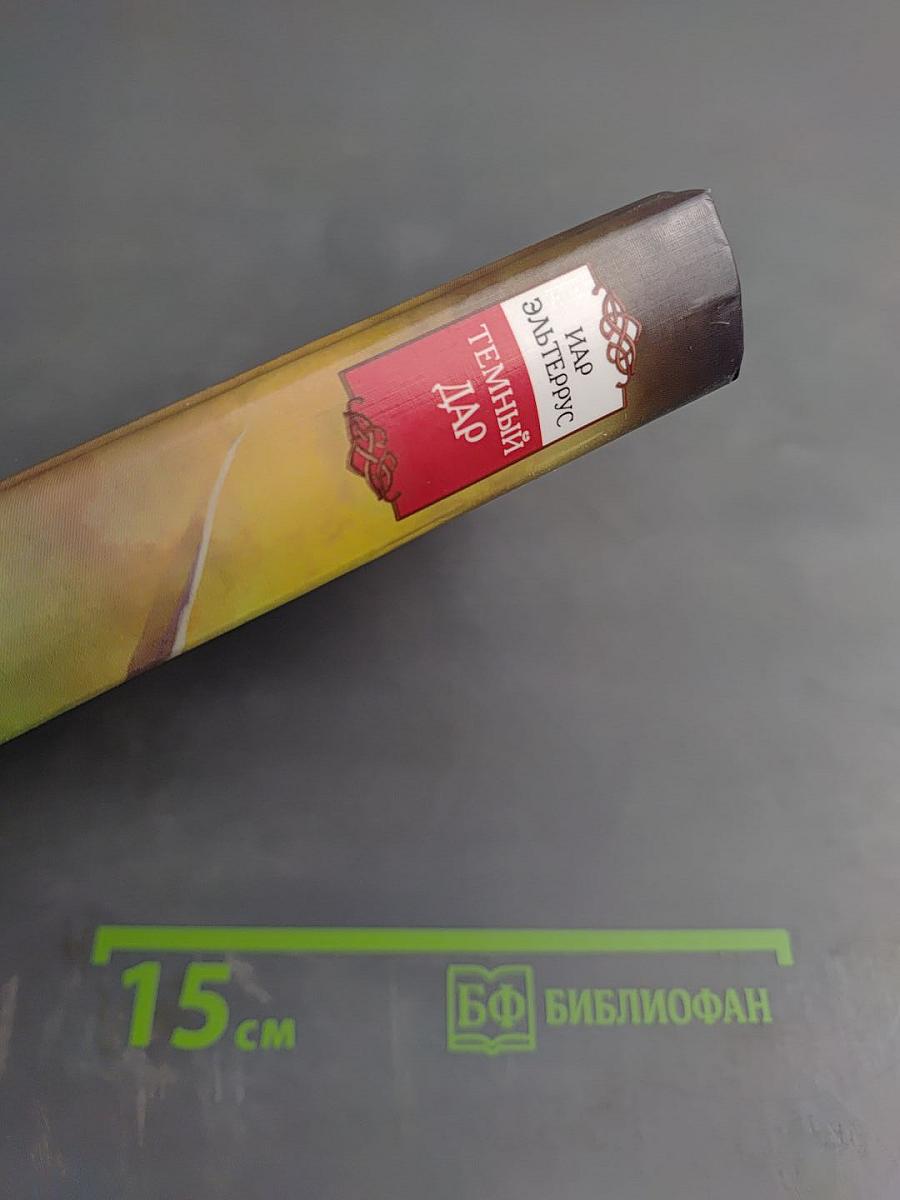 ИАР
ЭЛЬТЕРРУС
ТЕМНЫЙ
ДАР
15 см
БФ БИБЛИОФАН